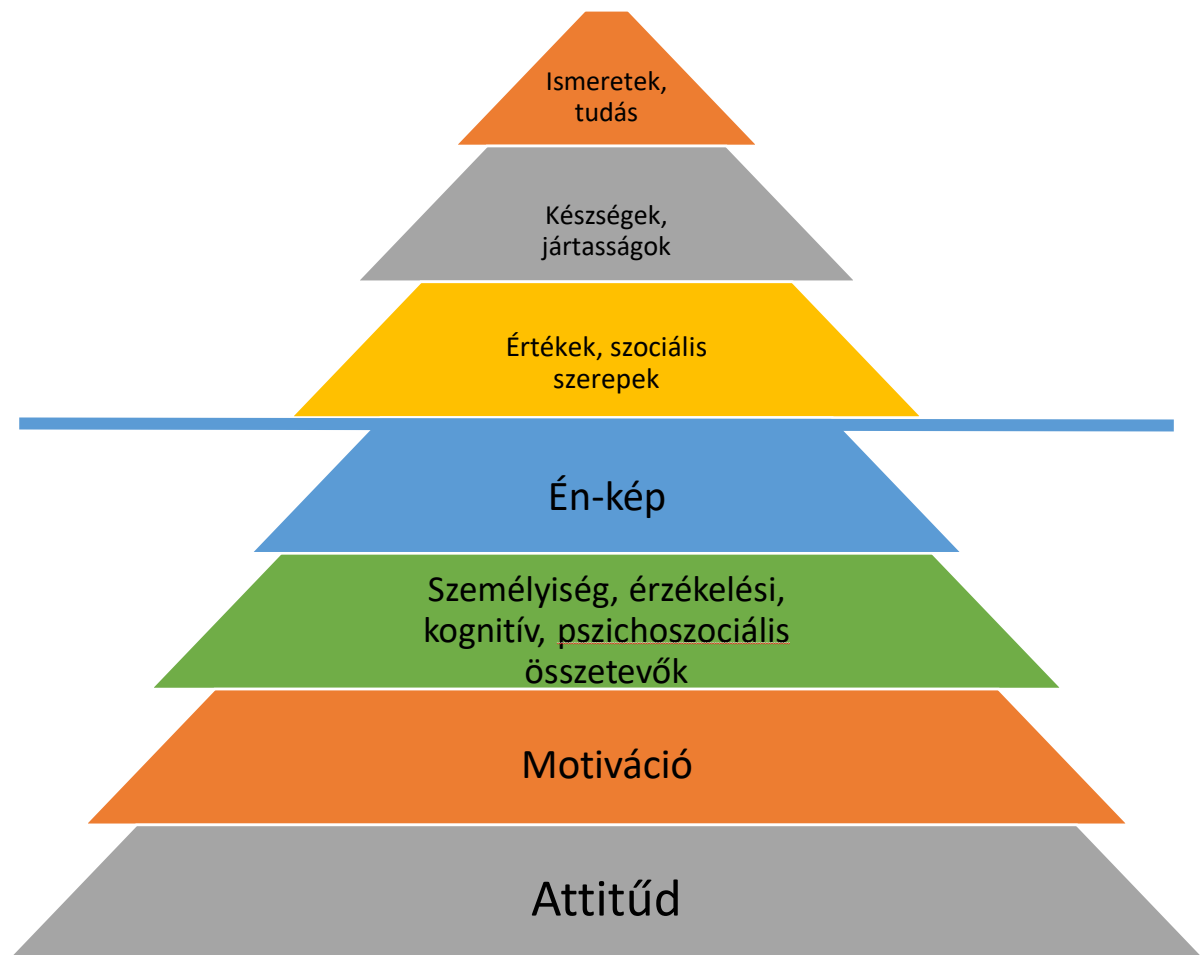 Ismeretek,
tudás
Készségek,
jártasságok
Értékek, szociális
szerepek
Én-kép
Személyiség, érzékelési,
kognitív, pszichoszociális
összetevők
Motiváció
Attitűd